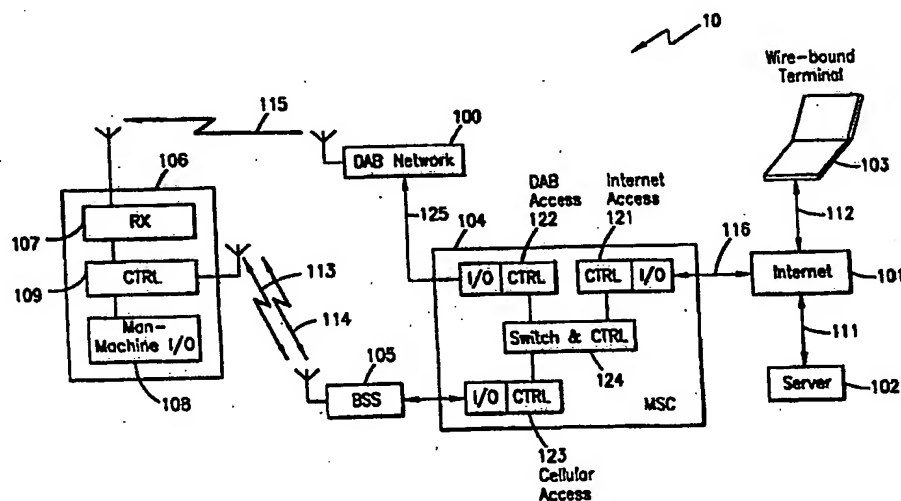 10
Wire-bound
Terminal
115
100
DAB Network
103
106
DAB
Access
Internet
Access
112
107
RX
125
104
122
121
116
109
CTRL
I/O
CTRL
CTRL
I/O
Internet
101
113
Man-
Machine I/O
114
Switch & CTRL
111
108
105
124
BSS
I/O
CTRL
MSC
Server
102
123
Cellular
Access